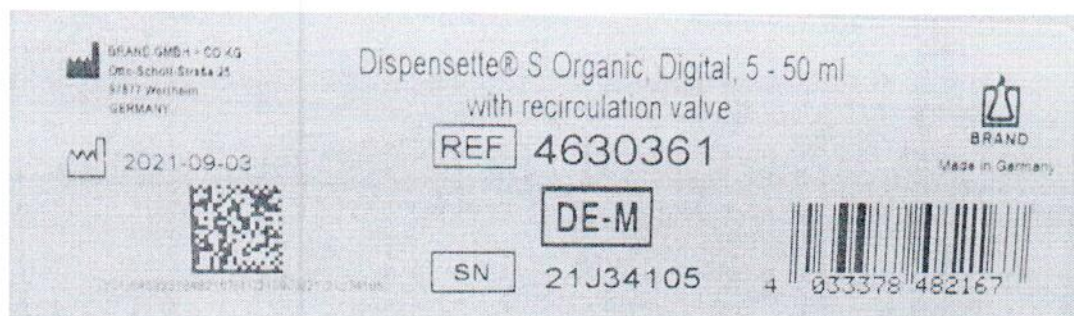 BRAND GMBH + CO KG
Otto-Schott-Straße 25
97877 Wertheim
GERMANY
2021-09-03
Dispensette® S Organic, Digital, 5 - 50 ml
with recirculation valve
REF 4630361
DE-M
SN 21J34105
BRAND
Made in Germany
4 033378 482167